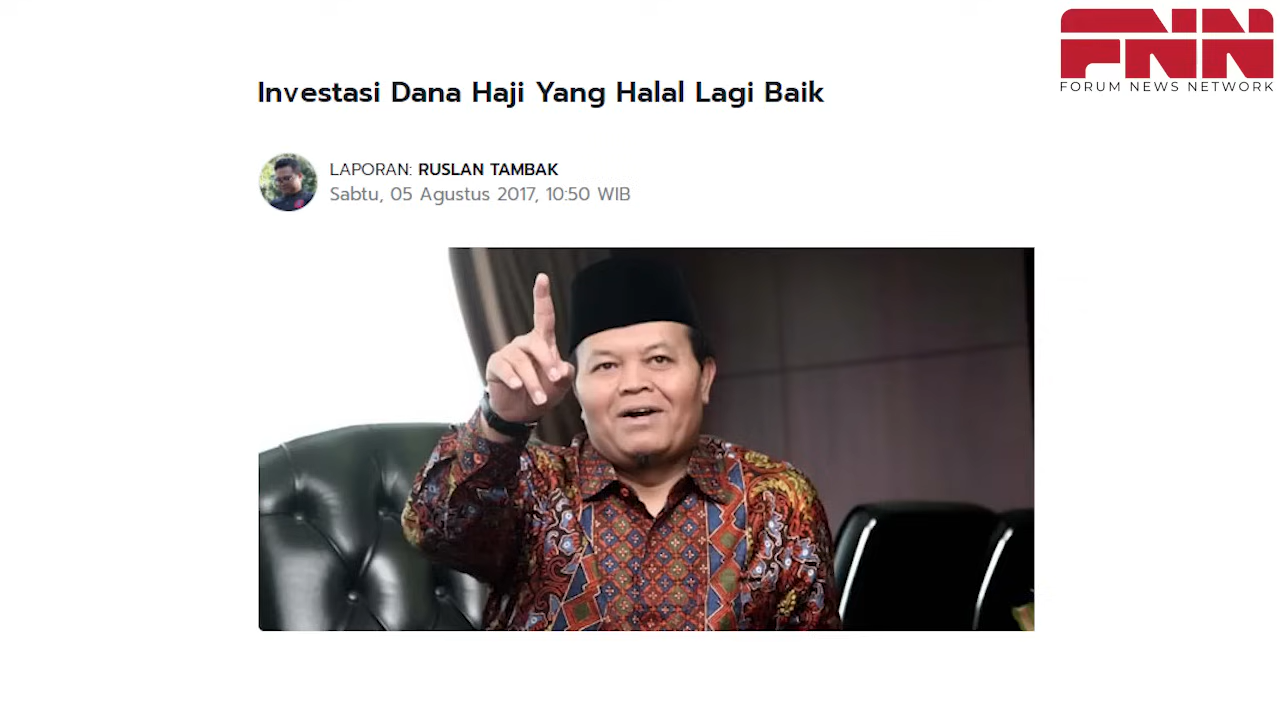 FNN
FORUM NEWS NETWORK
Investasi Dana Haji Yang Halal Lagi Baik
LAPORAN: RUSLAN TAMBAK
Sabtu, 05 Agustus 2017, 10:50 WIB